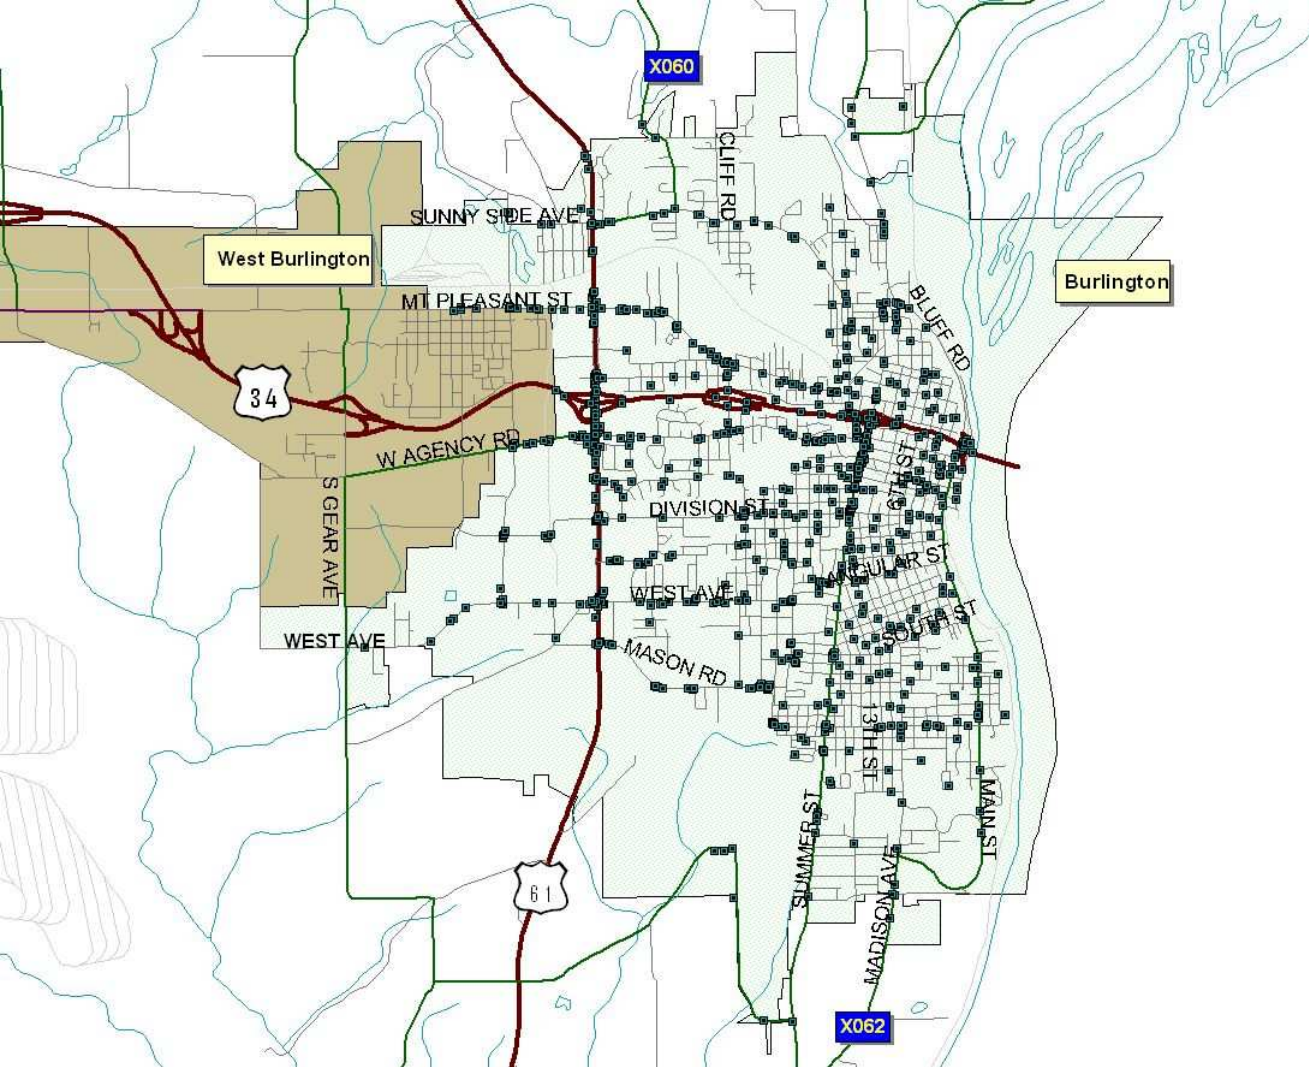 X060
CLIFF RD
SUNNY SIDE AVE
West Burlington
Burlington
MT PLEASANT ST
BLUFF RD
34
W AGENCY RD
S GEAR AVE
DIVISION ST
ANGULAR ST
WEST AVE
SOUTH ST
WEST AVE
MASON RD
13TH ST
MAIN ST
SUMMER ST
61
MADISON AVE
X062